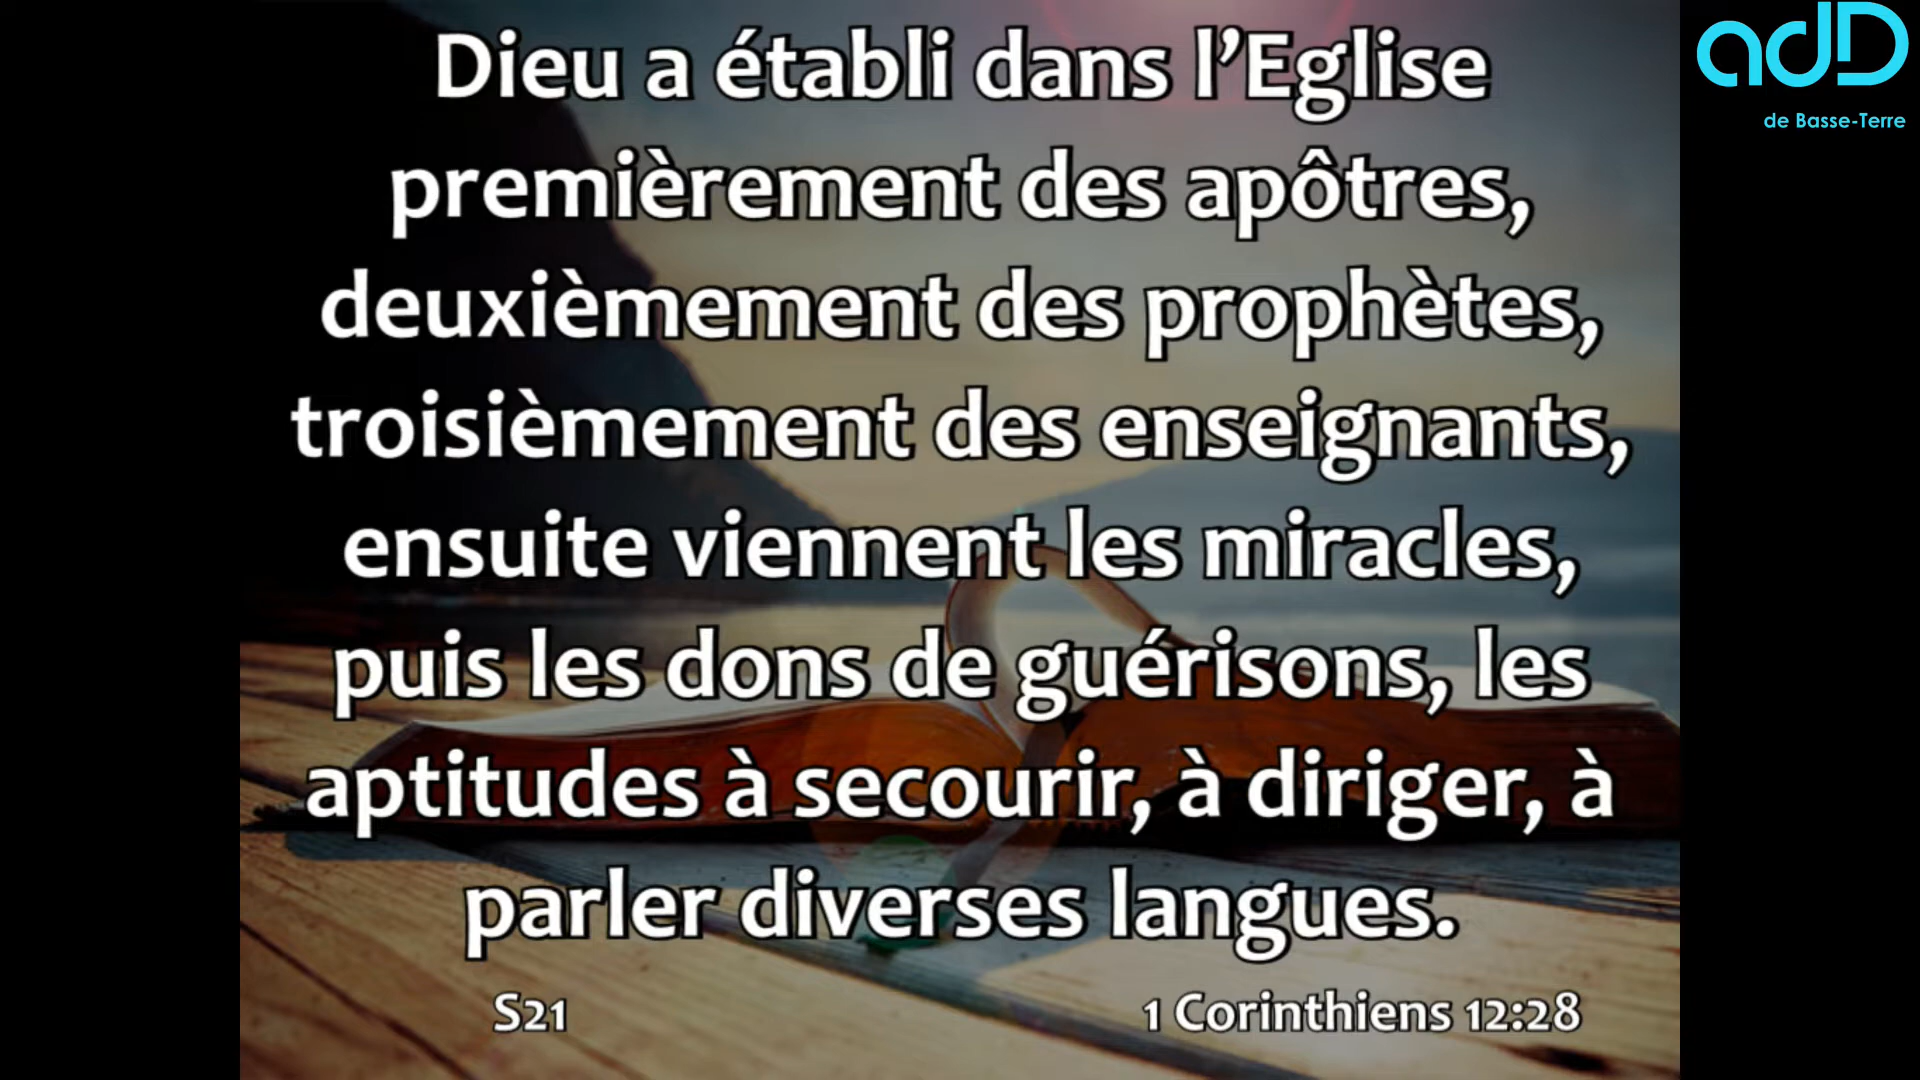 Dieu a établi dans l’Eglise
premièrement des apôtres,
deuxièmement des prophètes,
troisièmement des enseignants,
ensuite viennent les miracles,
puis les dons de guérisons, les
aptitudes à secourir, à diriger, à
parler diverses langues.
S21 1 Corinthiens 12:28
adD
de Basse-Terre